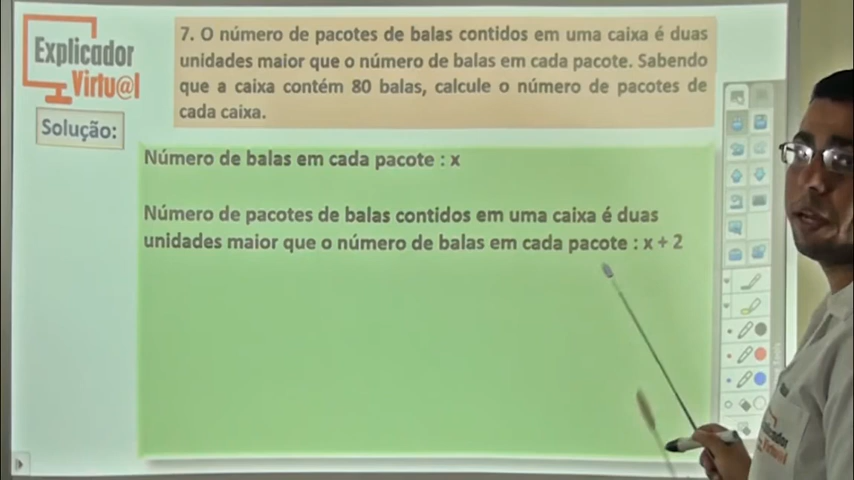 Explicador
Virtu@l
7. O número de pacotes de balas contidos em uma caixa é duas
unidades maior que o número de balas em cada pacote. Sabendo
que a caixa contém 80 balas, calcule o número de pacotes de
cada caixa.
Solução:
Número de balas em cada pacote : x
Número de pacotes de balas contidos em uma caixa é duas
unidades maior que o número de balas em cada pacote : x + 2
Explicador
Virtu@l